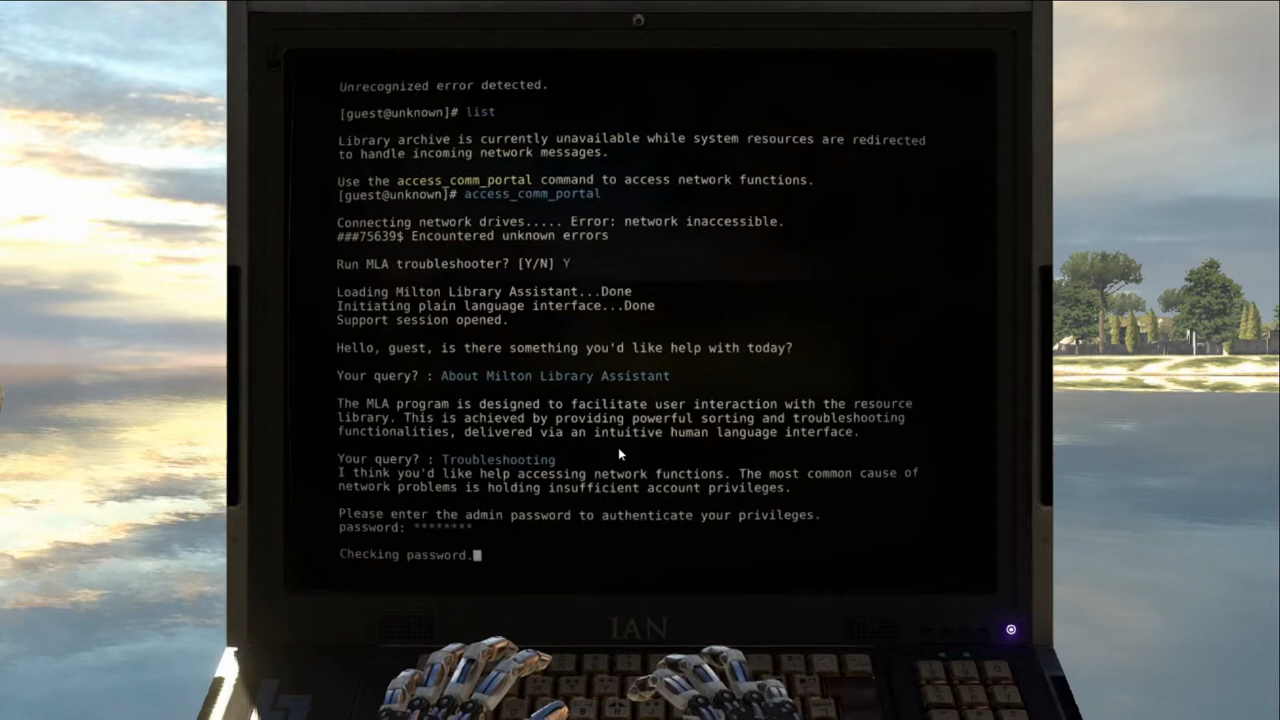 Unrecognized error detected.
[guest@unknown]# list
Library archive is currently unavailable while system resources are redirected
to handle incoming network messages.
Use the access_comm_portal command to access network functions.
[guest@unknown]# access_comm_portal
Connecting network drives..... Error: network inaccessible.
###75639$ Encountered unknown errors
Run MLA troubleshooter? [Y/N] Y
Loading Milton Library Assistant...Done
Initiating plain language interface...Done
Support session opened.
Hello, guest, is there something you'd like help with today?
Your query? : About Milton Library Assistant
The MLA program is designed to facilitate user interaction with the resource
library. This is achieved by providing powerful sorting and troubleshooting
functionalities, delivered via an intuitive human language interface.
Your query? : Troubleshooting
I think you'd like help accessing network functions. The most common cause of
network problems is holding insufficient account privileges.
Please enter the admin password to authenticate your privileges.
password: ********
Checking password.
IAN